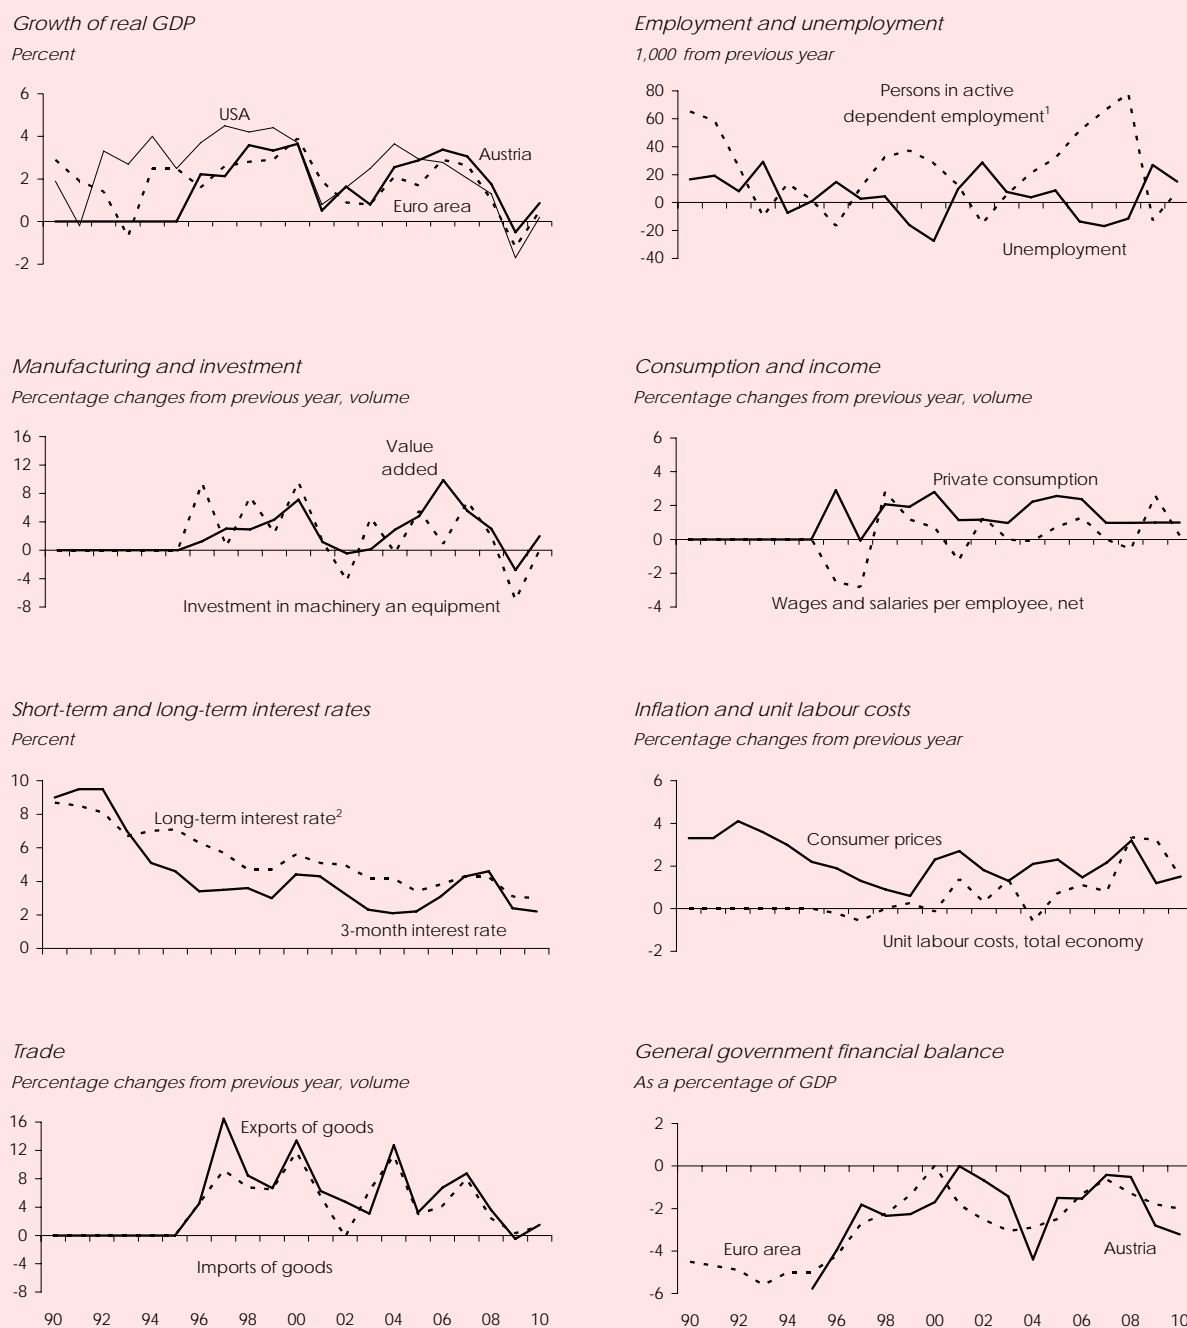 Growth of real GDP
Percent
6
4
2
0
-2
USA
Austria
Euro area
Employment and unemployment
1,000 from previous year
80
60
40
20
0
-20
-40
Persons in active
dependent employment¹
Unemployment
Manufacturing and investment
Percentage changes from previous year, volume
16
12
8
4
0
-4
-8
Value
added
Investment in machinery an equipment
Consumption and income
Percentage changes from previous year, volume
6
4
2
0
-2
-4
Private consumption
Wages and salaries per employee, net
Short-term and long-term interest rates
Percent
10
8
6
4
2
0
Long-term interest rate²
3-month interest rate
Inflation and unit labour costs
Percentage changes from previous year
6
4
2
0
-2
Consumer prices
Unit labour costs, total economy
Trade
Percentage changes from previous year, volume
16
12
8
4
0
-4
-8
Exports of goods
Imports of goods
90 92 94 96 98 00 02 04 06 08 10
General government financial balance
As a percentage of GDP
2
0
-2
-4
-6
Euro area
Austria
90 92 94 96 98 00 02 04 06 08 10